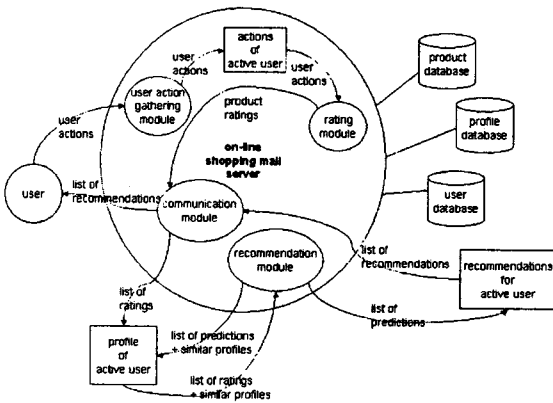 user
actions
actions
of
active user
user
actions
user action
gathering
module
product
ratings
rating
module
user actions
on-line
shopping mall
server
product
database
profile
database
user
database
user
list of
recommendations
communication
module
recommendation
module
list of
recommendations
recommendations
for
active user
list of
ratings
list of
predictions
list of predictions
+ similar profiles
profile
of
active user
list of ratings
+ similar profiles